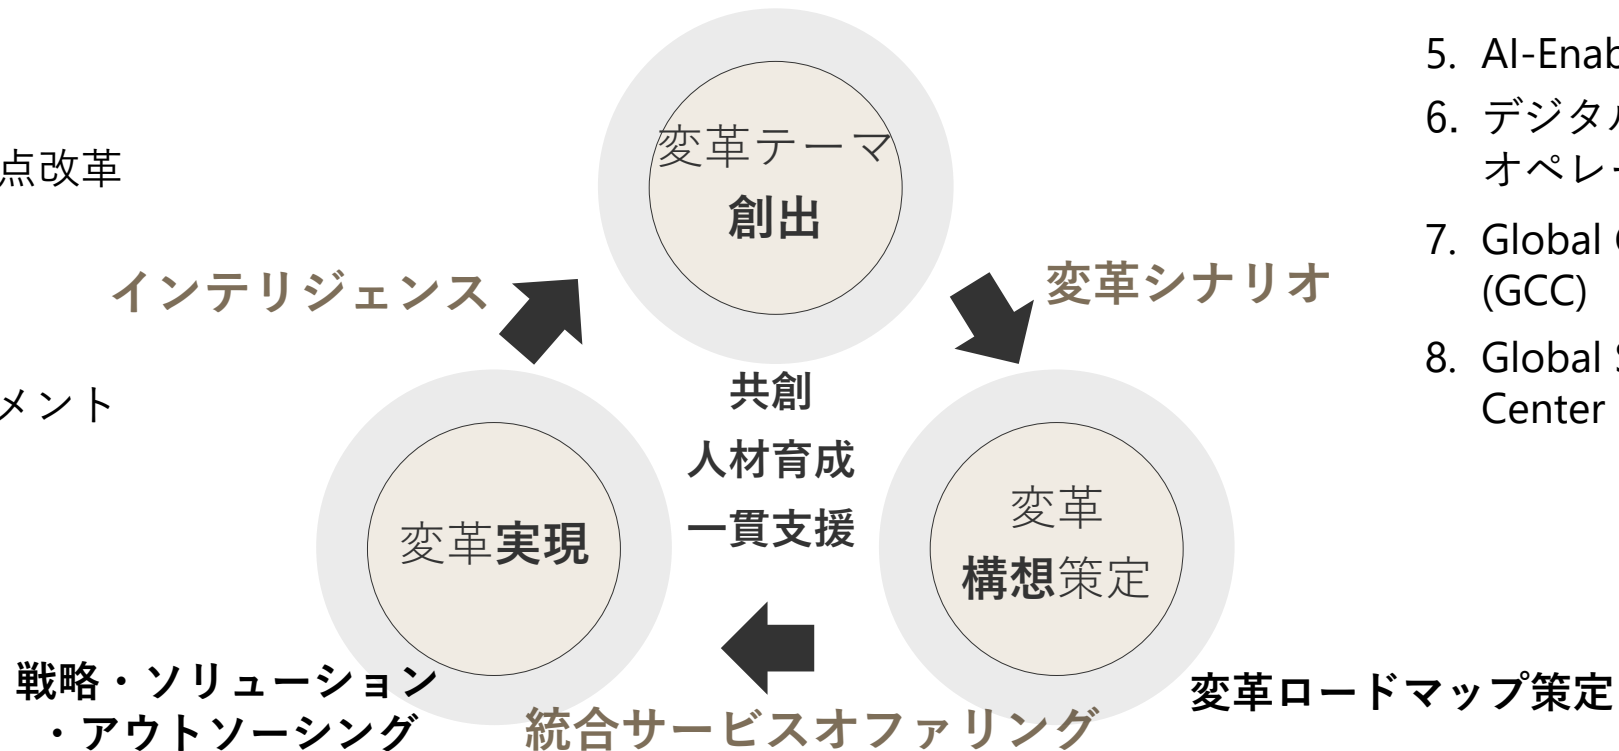 5. AI-Enab
変革テーマ
6. デジタル
点改革
オペレー
創出
7. Global
インテリジェンス
変革シナリオ
(GCC)
8. Global
共創
メント
Center
人材育成
変革
変革実現
一貫支援
構想策定
戦略・ソリューション
変革ロードマップ策定
・アウトソーシング
統合サービスオファリング